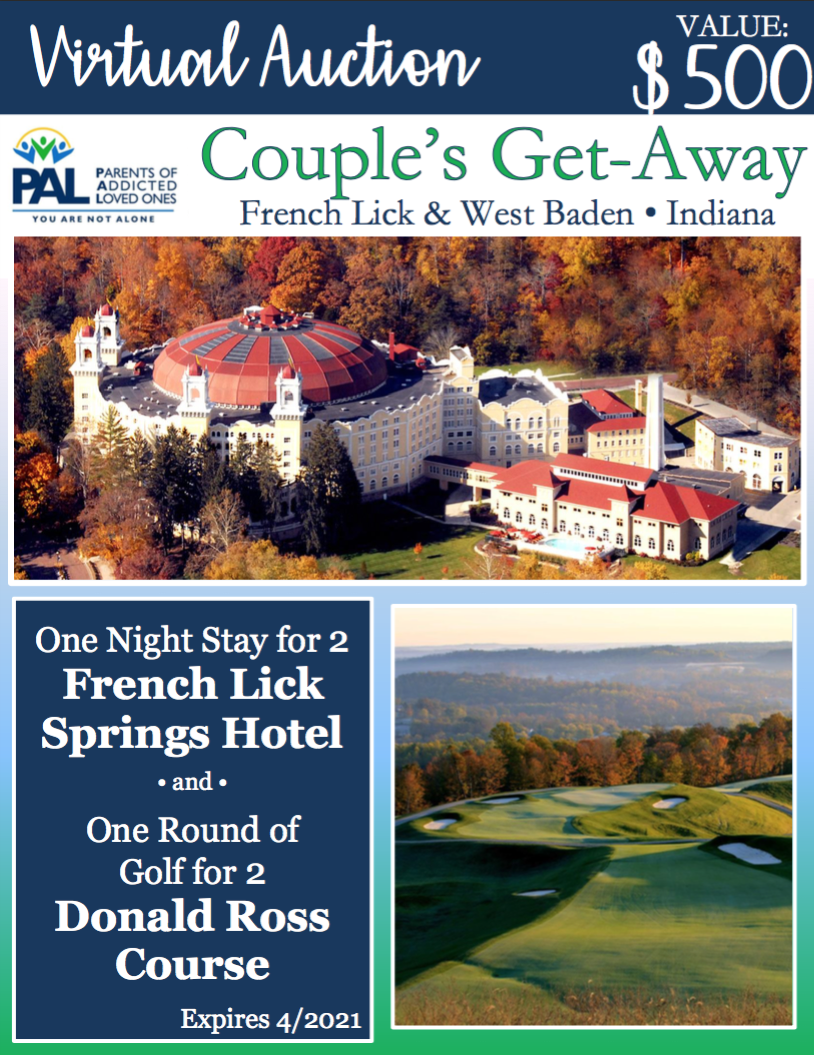 Virtual Auction
VALUE:
$500
PAL
PARENTS OF
ADDICTED
LOVED ONES
YOU ARE NOT ALONE
Couple's Get-Away
French Lick & West Baden • Indiana
One Night Stay for 2
French Lick
Springs Hotel
• and •
One Round of
Golf for 2
Donald Ross
Course
Expires 4/2021